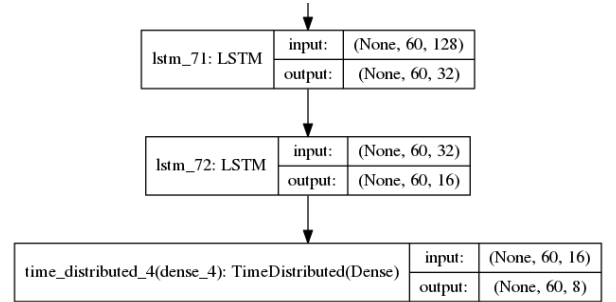 lstm_71: LSTM
input: (None, 60, 128)
output: (None, 60, 32)
lstm_72: LSTM
input: (None, 60, 32)
output: (None, 60, 16)
time_distributed_4(dense_4): TimeDistributed(Dense)
input: (None, 60, 16)
output: (None, 60, 8)